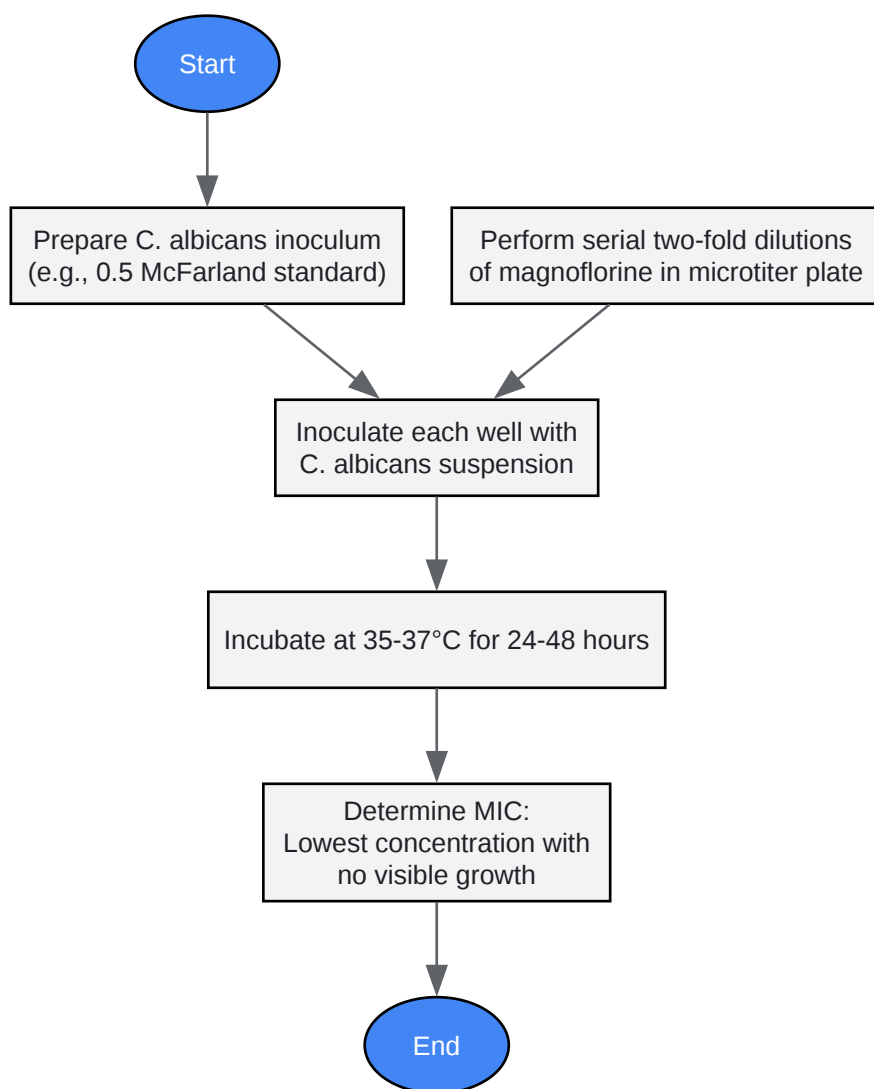 Start
Prepare C. albicans inoculum
(e.g., 0.5 McFarland standard)
Perform serial two-fold dilutions
of magnoflorine in microtiter plate
Inoculate each well with
C. albicans suspension
Incubate at 35-37°C for 24-48 hours
Determine MIC:
Lowest concentration with
no visible growth
End